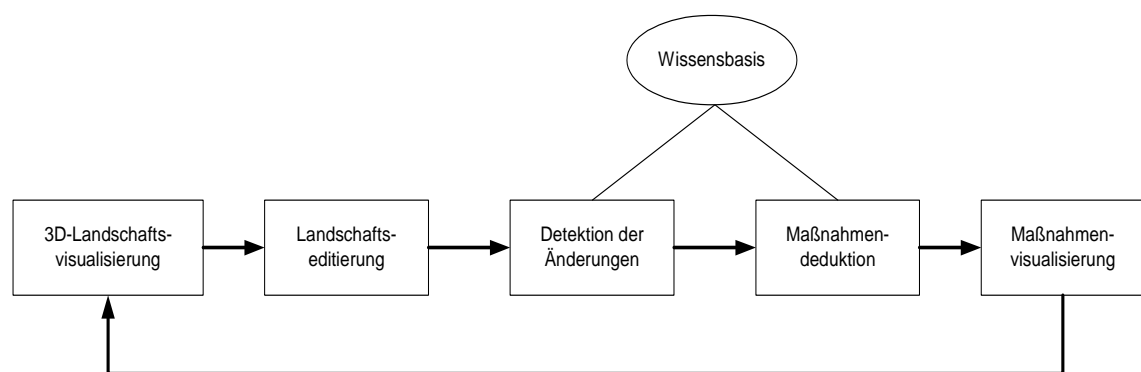 Wissensbasis
3D-Landschafts-
visualisierung
Landschafts-
editierung
Detektion der
Änderungen
Maßnahmen-
deduktion
Maßnahmen-
visualisierung